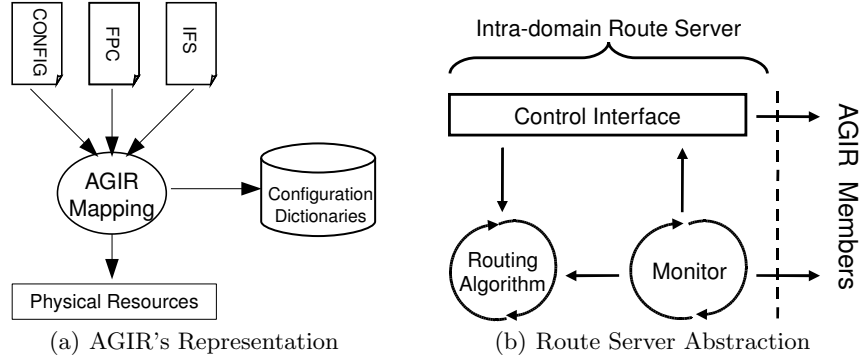 CONFIG
FPC
IFS
AGIR
Mapping
Configuration
Dictionaries
Physical Resources
(a) AGIR's Representation
Intra-domain Route Server
Control Interface
Routing
Algorithm
Monitor
AGIR Members
(b) Route Server Abstraction